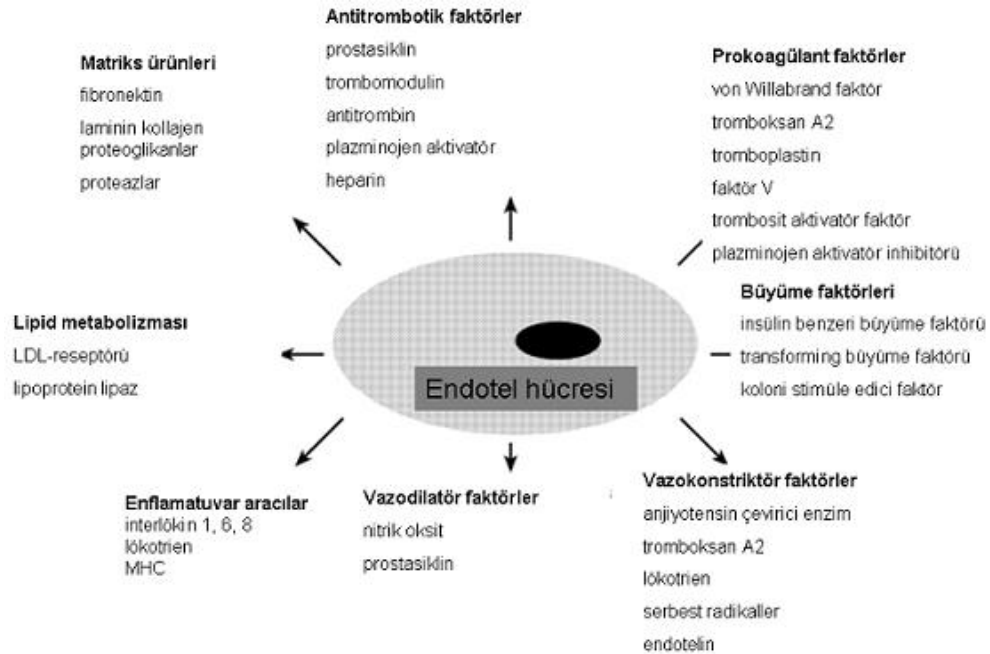 Antitrombotik faktörler
prostasiklin
trombomodulin
antitrombin
plazminojen aktivatör
heparin
Matriks ürünleri
fibronektin
laminin kollajen
proteoglikanlar
proteazlar
Prokoagülant faktörler
von Willabrand faktör
tromboksan A2
tromboplastin
faktör V
trombosit aktivatör faktör
plazminojen aktivatör inhibitörü
Lipid metabolizması
LDL-reseptörü
lipoprotein lipaz
Endotel hücresi
Büyüme faktörleri
insülin benzeri büyüme faktörü
transforming büyüme faktörü
koloni stimüle edici faktör
Enflamatuvar aracılar
interlökin 1, 6, 8
lökotrien
MHC
Vazodilatör faktörler
nitrik oksit
prostasiklin
Vazokonstriktör faktörler
anjiyotensin çevirici enzim
tromboksan A2
lökotrien
serbest radikaller
endotelin